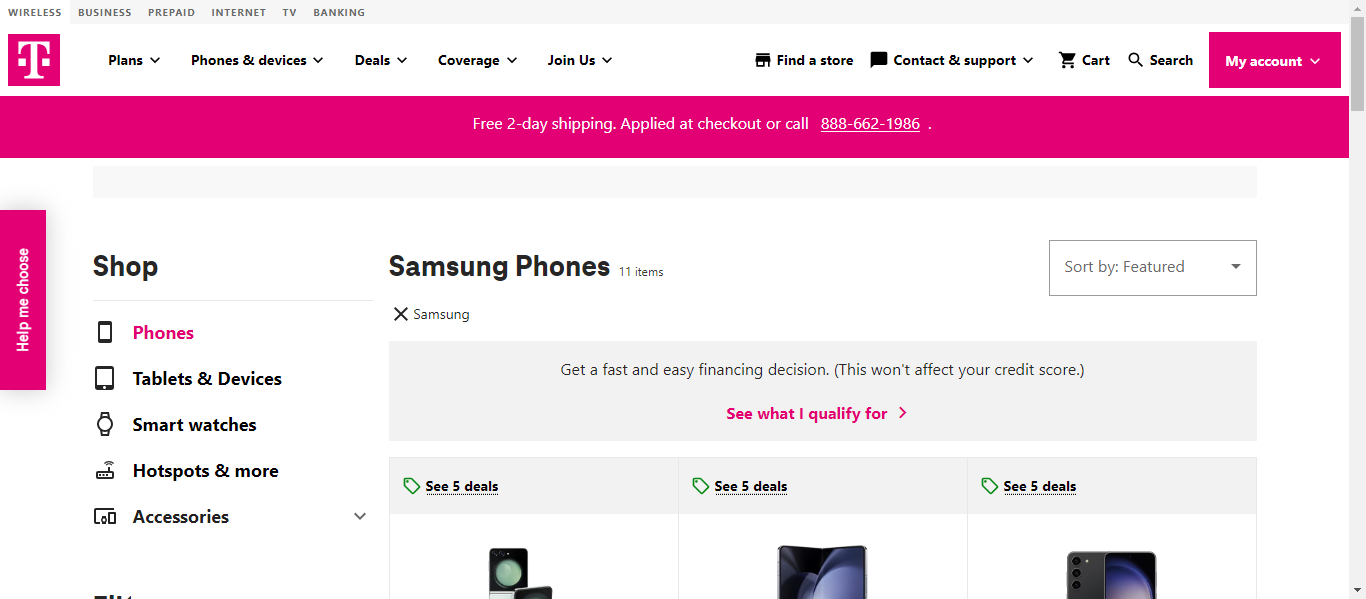 WIRELESS BUSINESS PREPAID INTERNET TV BANKING
T Plans Phones & devices Deals Coverage Join Us Find a store Contact & support Cart Search My account
Free 2-day shipping. Applied at checkout or call 888-662-1986 .
Help me choose
Shop
Phones
Tablets & Devices
Smart watches
Hotspots & more
Accessories
Samsung Phones 11 items
Sort by: Featured
Samsung
Get a fast and easy financing decision. (This won't affect your credit score.)
See what I qualify for
See 5 deals See 5 deals See 5 deals